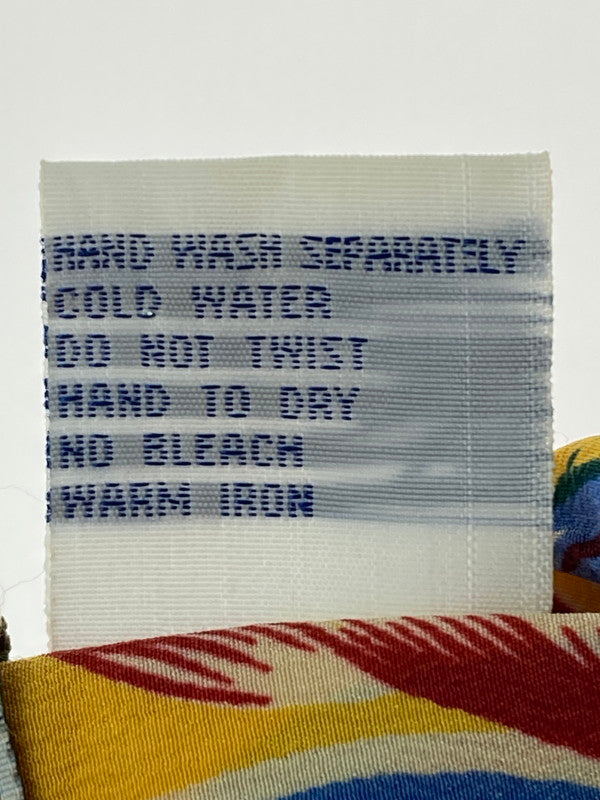 HAND WASH SEPARATELY
COLD WATER
DO NOT TWIST
HAND TO DRY
NO BLEACH
WARM IRON